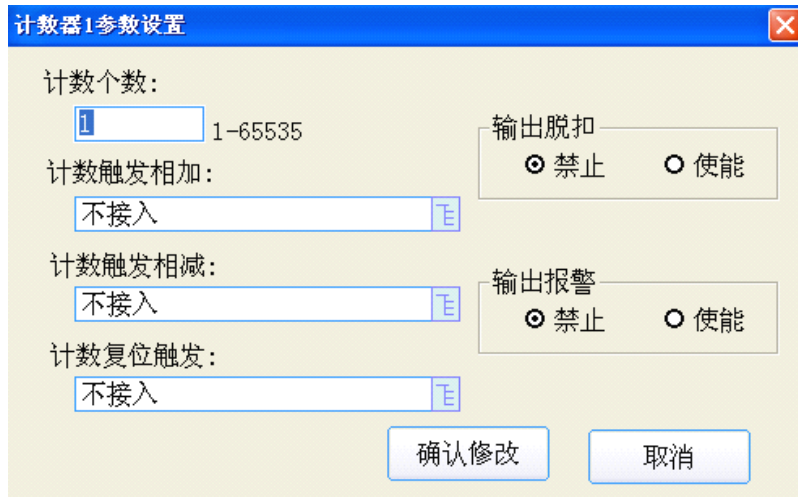 计数器1参数设置
计数个数:
1 1-65535
计数触发相加:
不接入
计数触发相减:
不接入
计数复位触发:
不接入
输出脱扣
禁止 使能
输出报警
禁止 使能
确认修改 取消